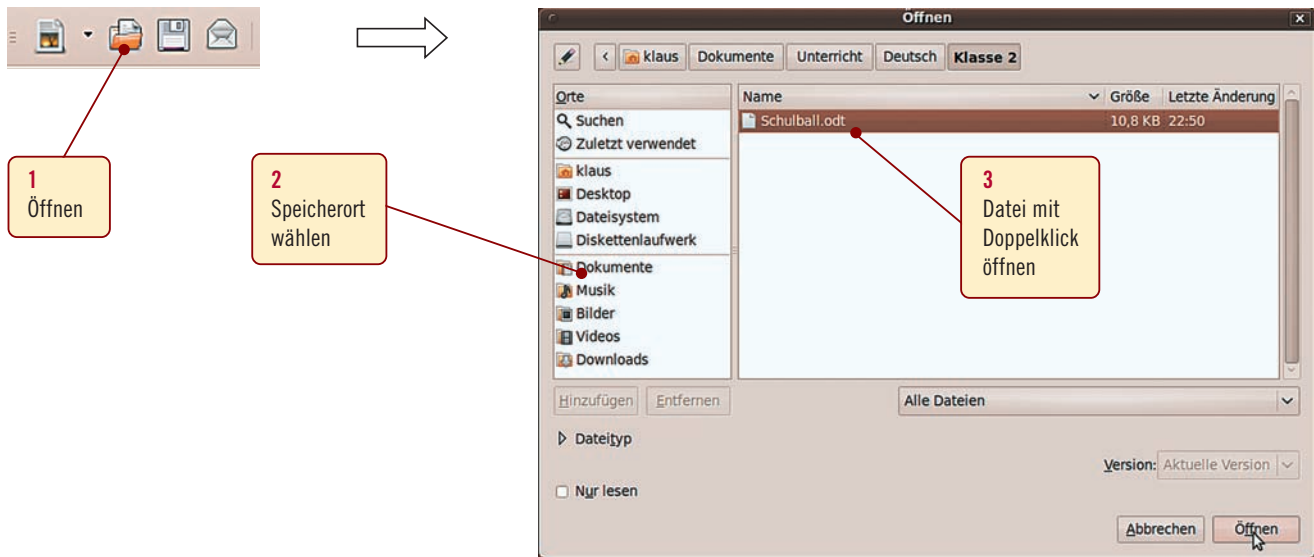 1
Öffnen
2
Speicherort
wählen
Öffnen
klaus Dokumente Unterricht Deutsch Klasse 2
Orte
Suchen
Zuletzt verwendet
klaus
Desktop
Dateisystem
Diskettenlaufwerk
Dokumente
Musik
Bilder
Videos
Downloads
Name Größe Letzte Änderung
Schulball.odt 10,8 KB 22:50
3
Datei mit
Doppelklick
öffnen
Hinzufügen Entfernen
Alle Dateien
Dateityp
Version: Aktuelle Version
Nur lesen
Abbrechen Öffnen